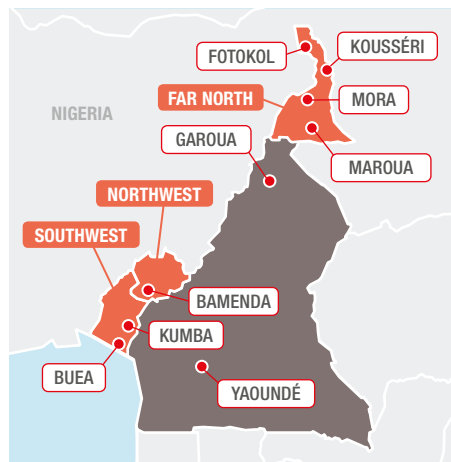 FOTOKOL
KOUSSÉRI
FAR NORTH
MORA
NIGERIA
GAROUA
MAROUA
NORTHWEST
SOUTHWEST
BAMENDA
KUMBA
BUEA
YAOUNDÉ